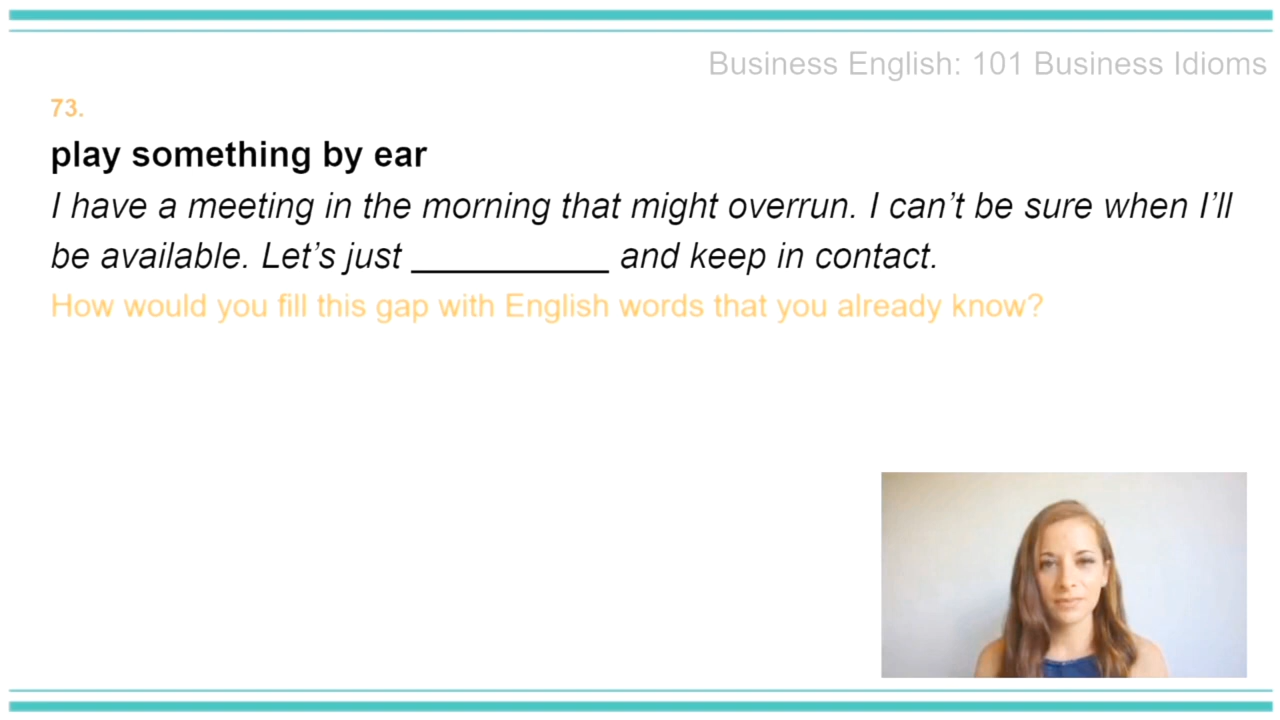 Business English: 101 Business Idioms
73.
play something by ear
I have a meeting in the morning that might overrun. I can’t be sure when I’ll
be available. Let’s just ___________ and keep in contact.
How would you fill this gap with English words that you already know?